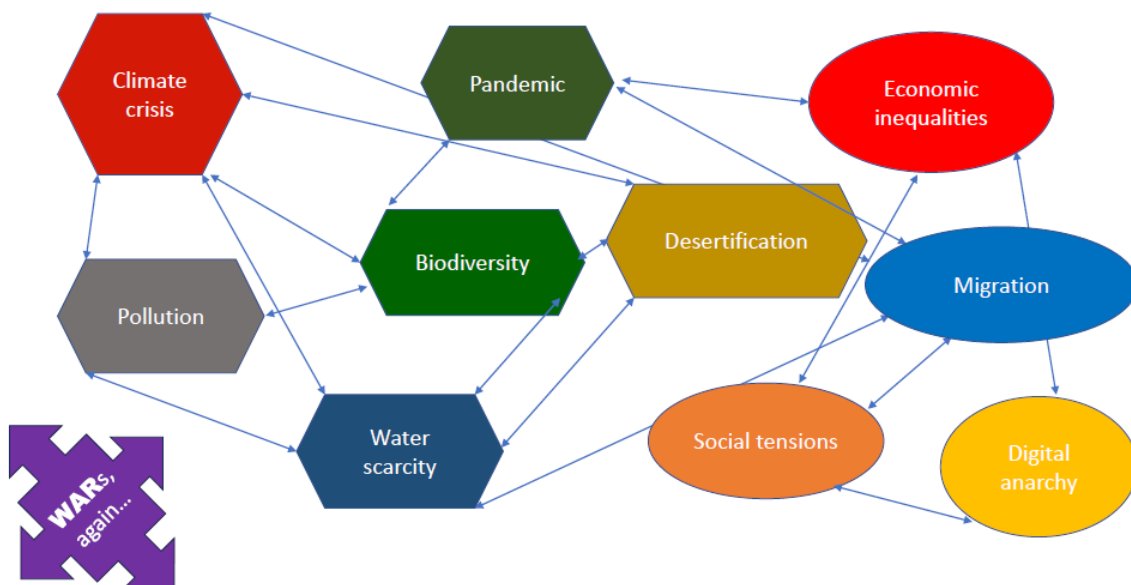 Climate
crisis
Pandemic
Economic
inequalities
Biodiversity
Desertification
Migration
Pollution
Water
scarcity
Social tensions
Digital
anarchy
WARs,
again...